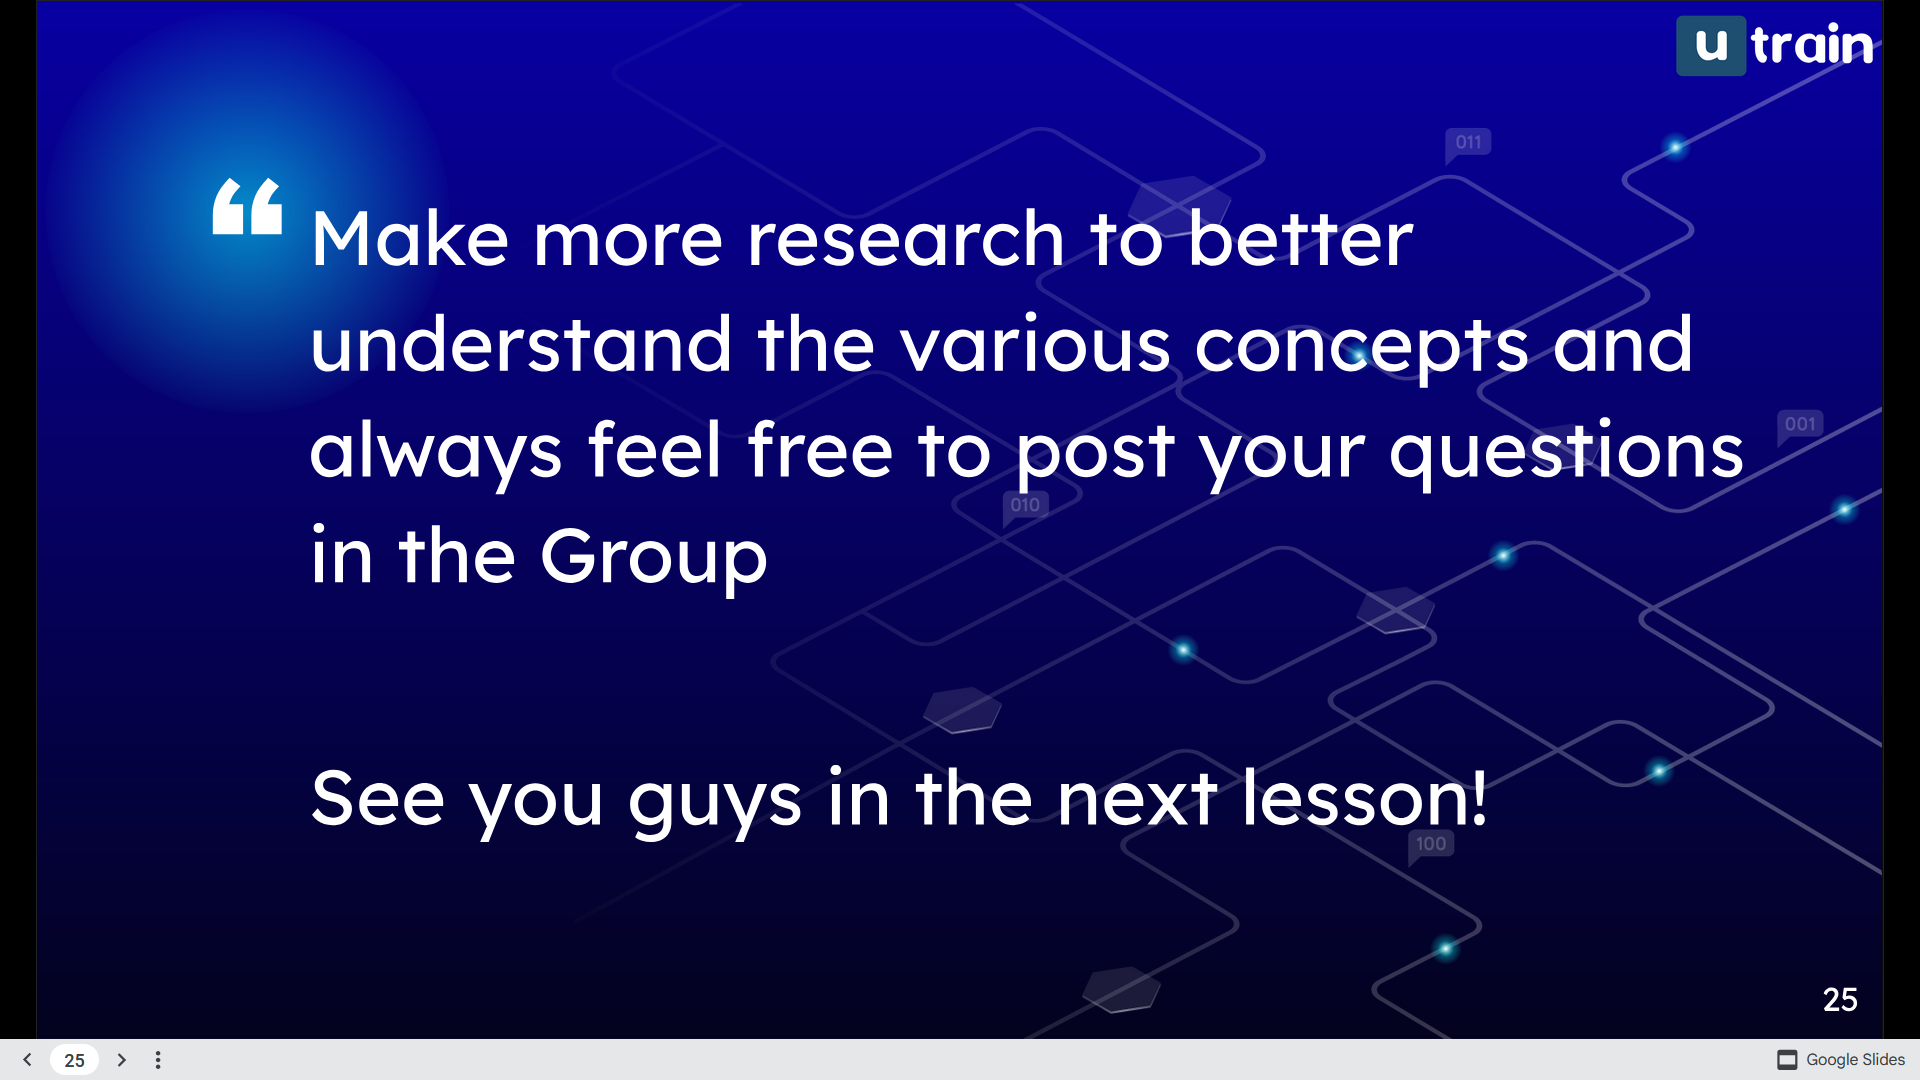 u train
011
“ Make more research to better
understand the various concepts and
001
always feel free to post your questions
010
in the Group
See you guys in the next lesson!
100
25
25
Google Slides